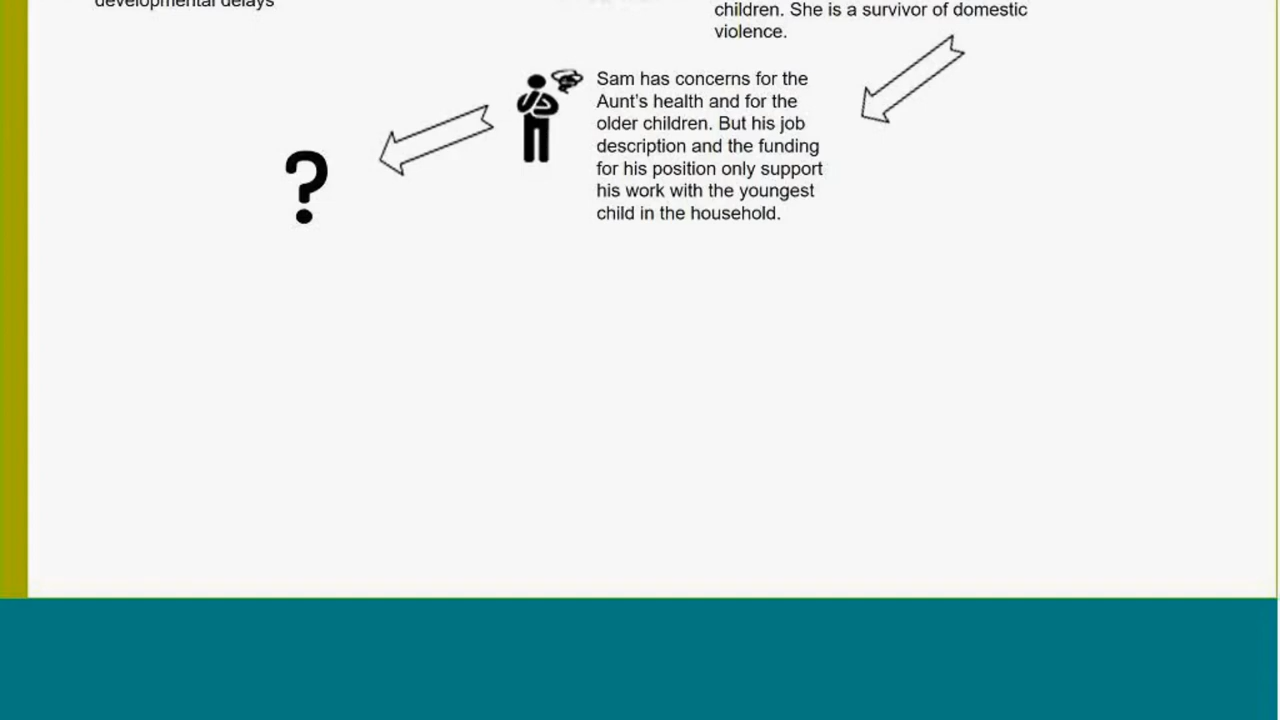 developmental delays
children. She is a survivor of domestic
violence.
Sam has concerns for the
Aunt's health and for the
older children. But his job
description and the funding
for his position only support
his work with the youngest
child in the household.
?